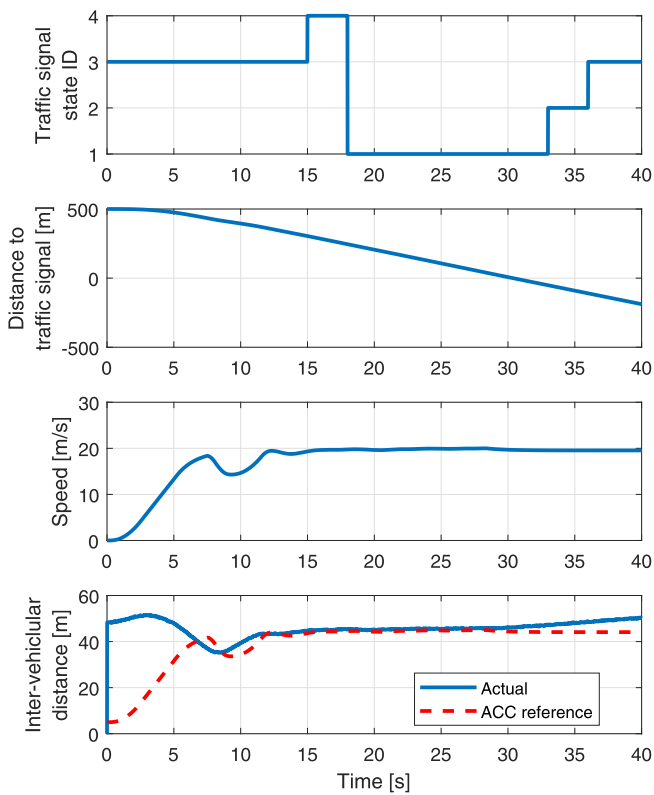 4
3
2
1
Traffic signal
state ID
0 5 10 15 20 25 30 35 40
500
0
-500
Distance to
traffic signal [m]
0 5 10 15 20 25 30 35 40
30
20
10
0
Speed [m/s]
0 5 10 15 20 25 30 35 40
60
40
20
0
Inter-vehiclular
distance [m]
Actual
ACC reference
0 5 10 15 20 25 30 35 40
Time [s]